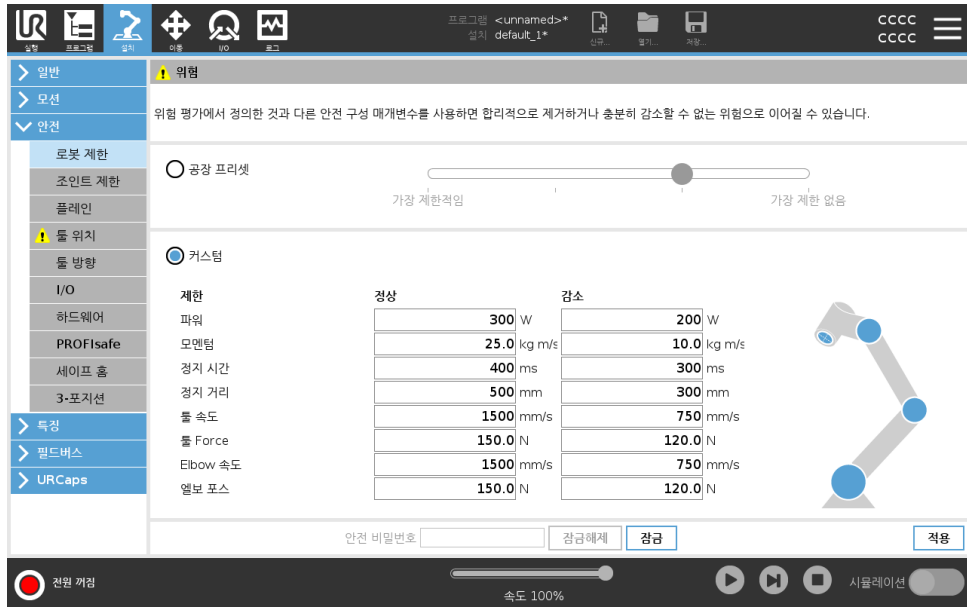 UR
실행 프로그램 설치 이동 I/O 로그
프로그램 <unnamed>*
설치 default_1*
신규... 열기... 저장...
cccc
cccc
일반
모션
안전
로봇 제한
조인트 제한
플레인
툴 위치
툴 방향
I/O
하드웨어
PROFIsafe
세이프 홈
3-포지션
특징
필드버스
URCaps
위험
위험 평가에서 정의한 것과 다른 안전 구성 매개변수를 사용하면 합리적으로 제거하거나 충분히 감소할 수 없는 위험으로 이어질 수 있습니다.
공장 프리셋
가장 제한적임 가장 제한 없음
커스텀
제한 정상 감소
파워 300 W 200 W
모멘텀 25.0 kg m/s 10.0 kg m/s
정지 시간 400 ms 300 ms
정지 거리 500 mm 300 mm
툴 속도 1500 mm/s 750 mm/s
툴 Force 150.0 N 120.0 N
Elbow 속도 1500 mm/s 750 mm/s
엘보 포스 150.0 N 120.0 N
안전 비밀번호 잠금해제 잠금 적용
전원 꺼짐
속도 100%
시뮬레이션